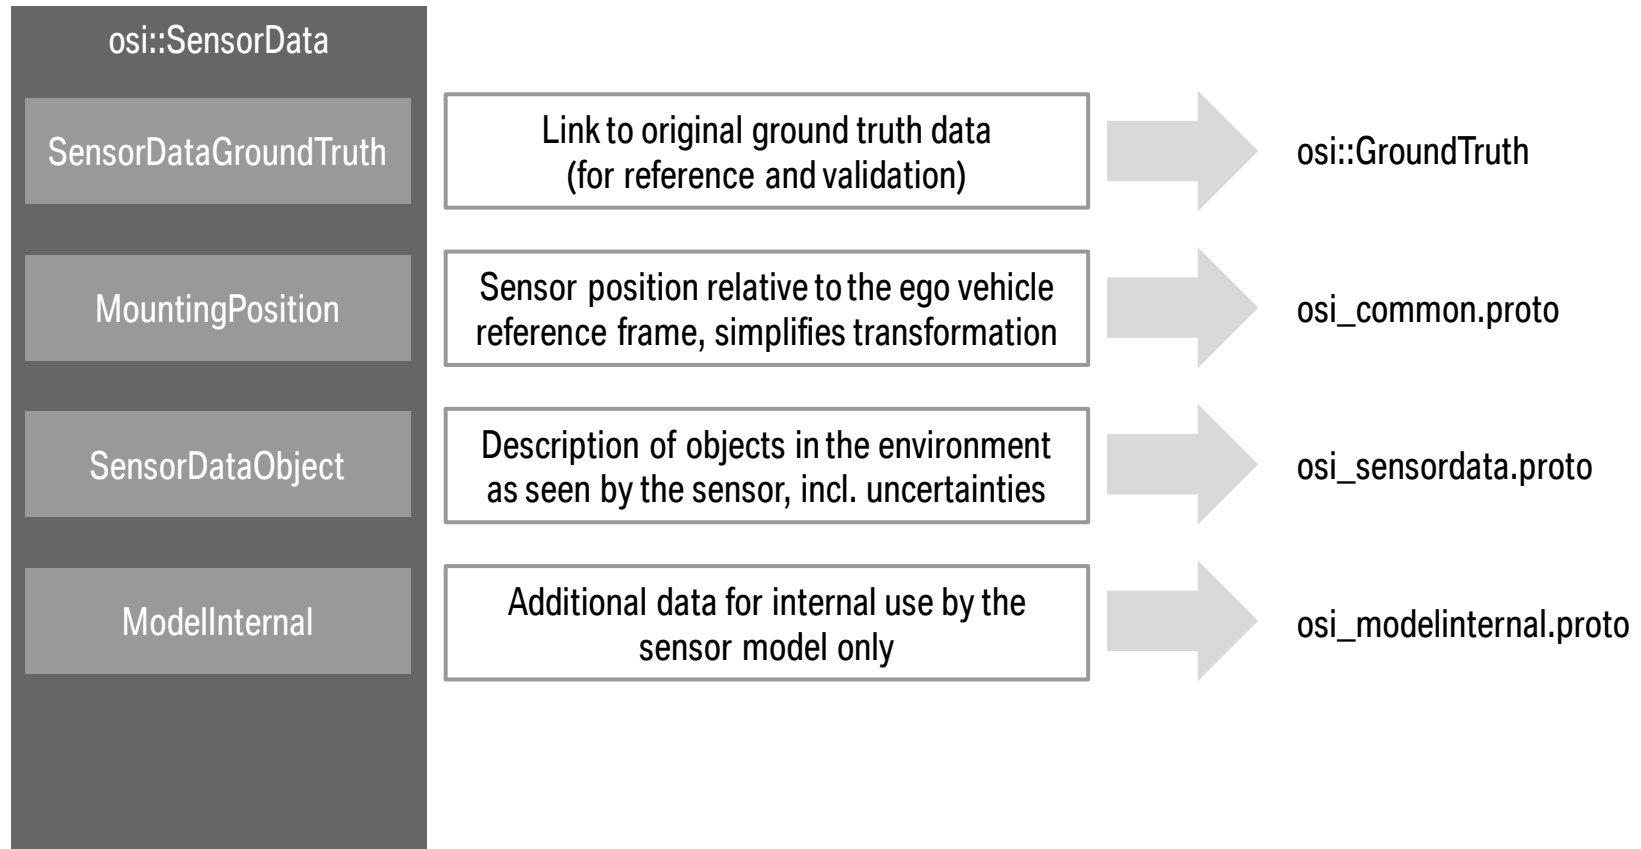 osi::SensorData
SensorDataGroundTruth
Link to original ground truth data
(for reference and validation)
osi::GroundTruth
MountingPosition
Sensor position relative to the ego vehicle
reference frame, simplifies transformation
osi_common.proto
SensorDataObject
Description of objects in the environment
as seen by the sensor, incl. uncertainties
osi_sensordata.proto
ModelInternal
Additional data for internal use by the
sensor model only
osi_modelinternal.proto